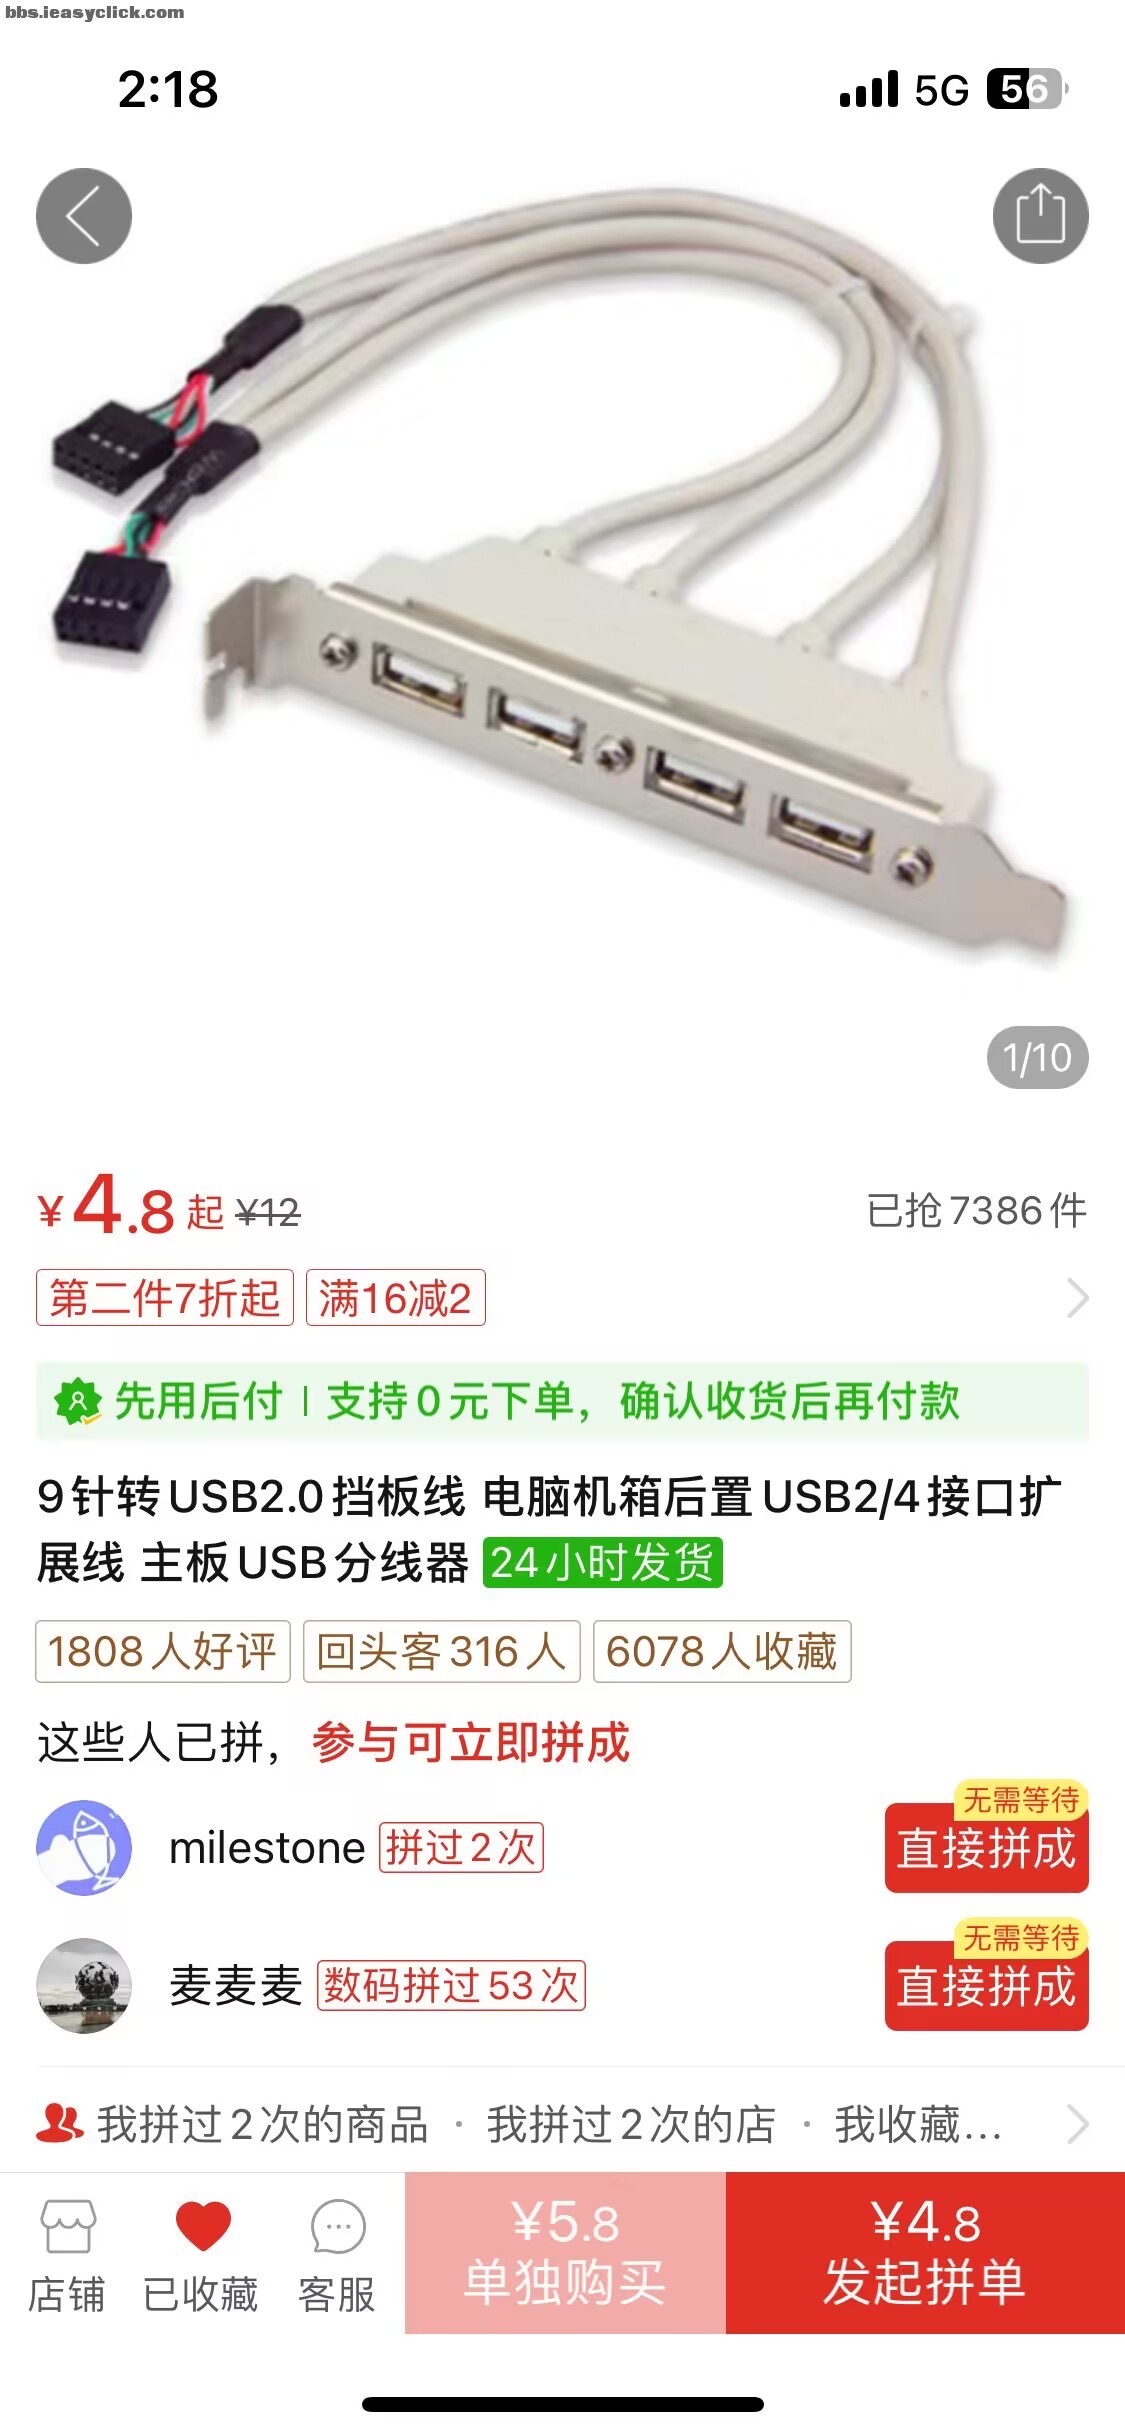 bbs.ieasyclick.com
2:18
5G 56
1/10
¥4.8起 ¥12
已抢7386件
第二件7折起 满16减2
先用后付 | 支持0元下单，确认收货后再付款
9针转USB2.0挡板线 电脑机箱后置USB2/4接口扩
展线 主板USB分线器 24小时发货
1808人好评 回头客316人 6078人收藏
这些人已拼，参与可立即拼成
无需等待
milestone 拼过2次 直接拼成
无需等待
麦麦麦 数码拼过53次 直接拼成
我拼过2次的商品 · 我拼过2次的店 · 我收藏...
¥5.8 ¥4.8
店铺 已收藏 客服 单独购买 发起拼单